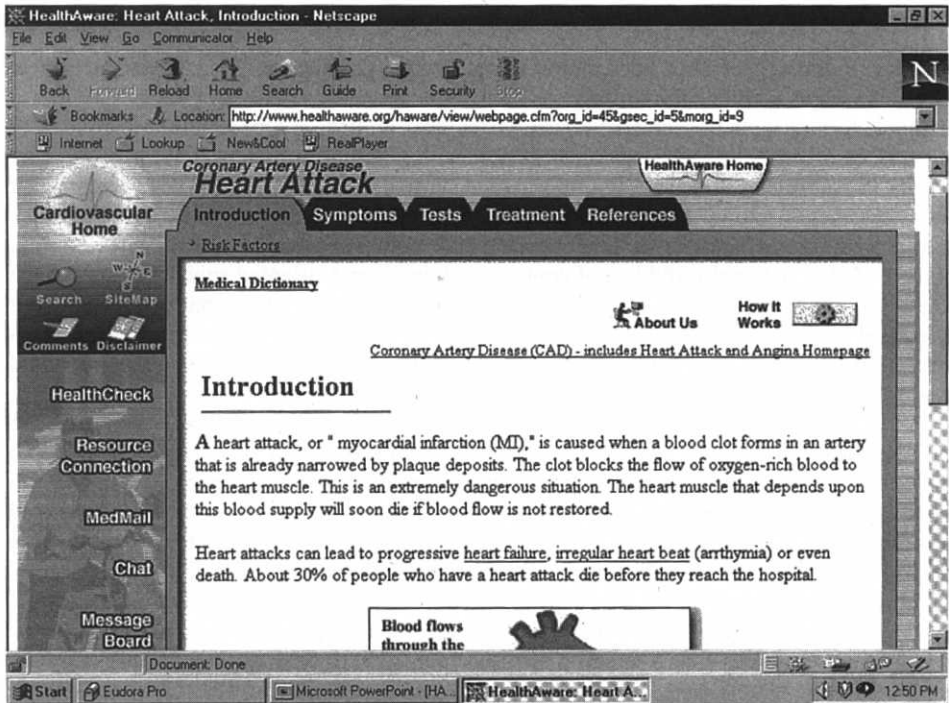 HealthAware: Heart Attack, Introduction - Netscape
File Edit View Go Communicator Help
Back Forward Reload Home Search Guide Print Security Stop
N
Bookmarks Location: http://www.healthaware.org/haware/view/webpage.cfm?org_id=45&gsec_id=5&morg_id=9
Internet Lookup New&Cool RealPlayer
Coronary Artery Disease
Heart Attack
HealthAware Home
Cardiovascular
Home
Introduction Symptoms Tests Treatment References
Risk Factors
N
W E
S
Search SiteMap
Comments Disclaimer
HealthCheck
Resource
Connection
MedMail
Chat
Message
Board
Medical Dictionary
About Us
How It
Works
Coronary Artery Disease (CAD) - includes Heart Attack and Angina Homepage
Introduction
A heart attack, or " myocardial infarction (MI)," is caused when a blood clot forms in an artery
that is already narrowed by plaque deposits. The clot blocks the flow of oxygen-rich blood to
the heart muscle. This is an extremely dangerous situation. The heart muscle that depends upon
this blood supply will soon die if blood flow is not restored.
Heart attacks can lead to progressive heart failure, irregular heart beat (arrthymia) or even
death. About 30% of people who have a heart attack die before they reach the hospital.
Blood flows
through the
Document: Done
Start Eudora Pro Microsoft PowerPoint - [HA... HealthAware: Heart A... 12:50 PM